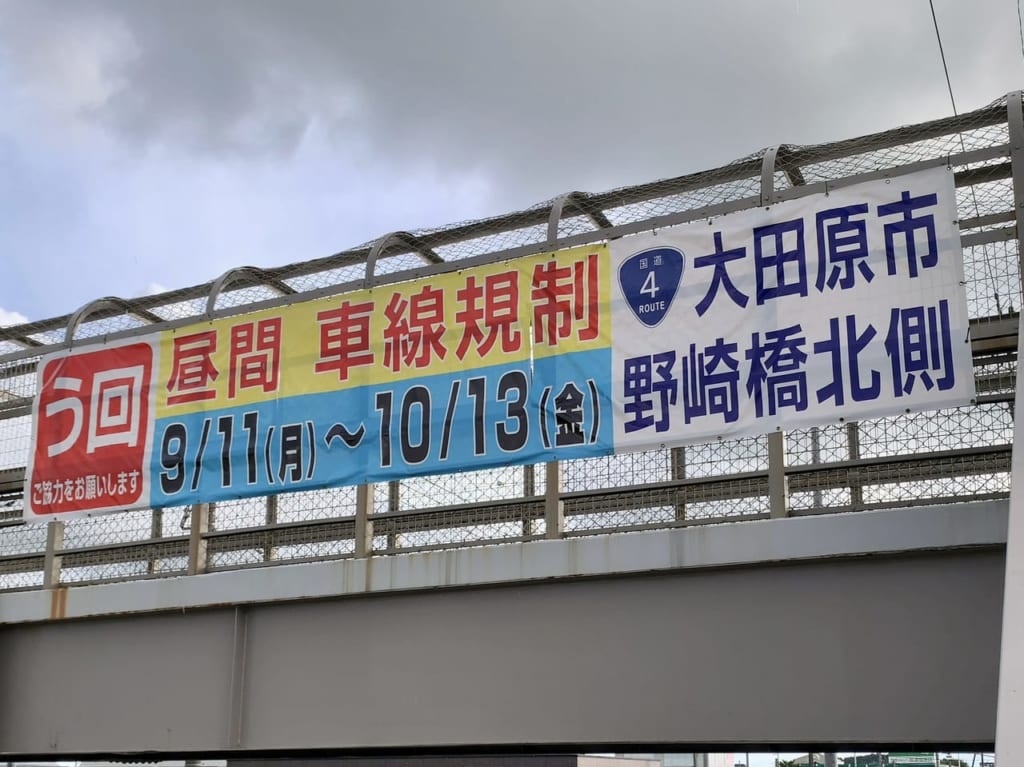 う回
ご協力をお願いします
昼間 車線規制
9/11(月)～10/13(金)
国道
4
ROUTE
大田原市
野崎橋北側